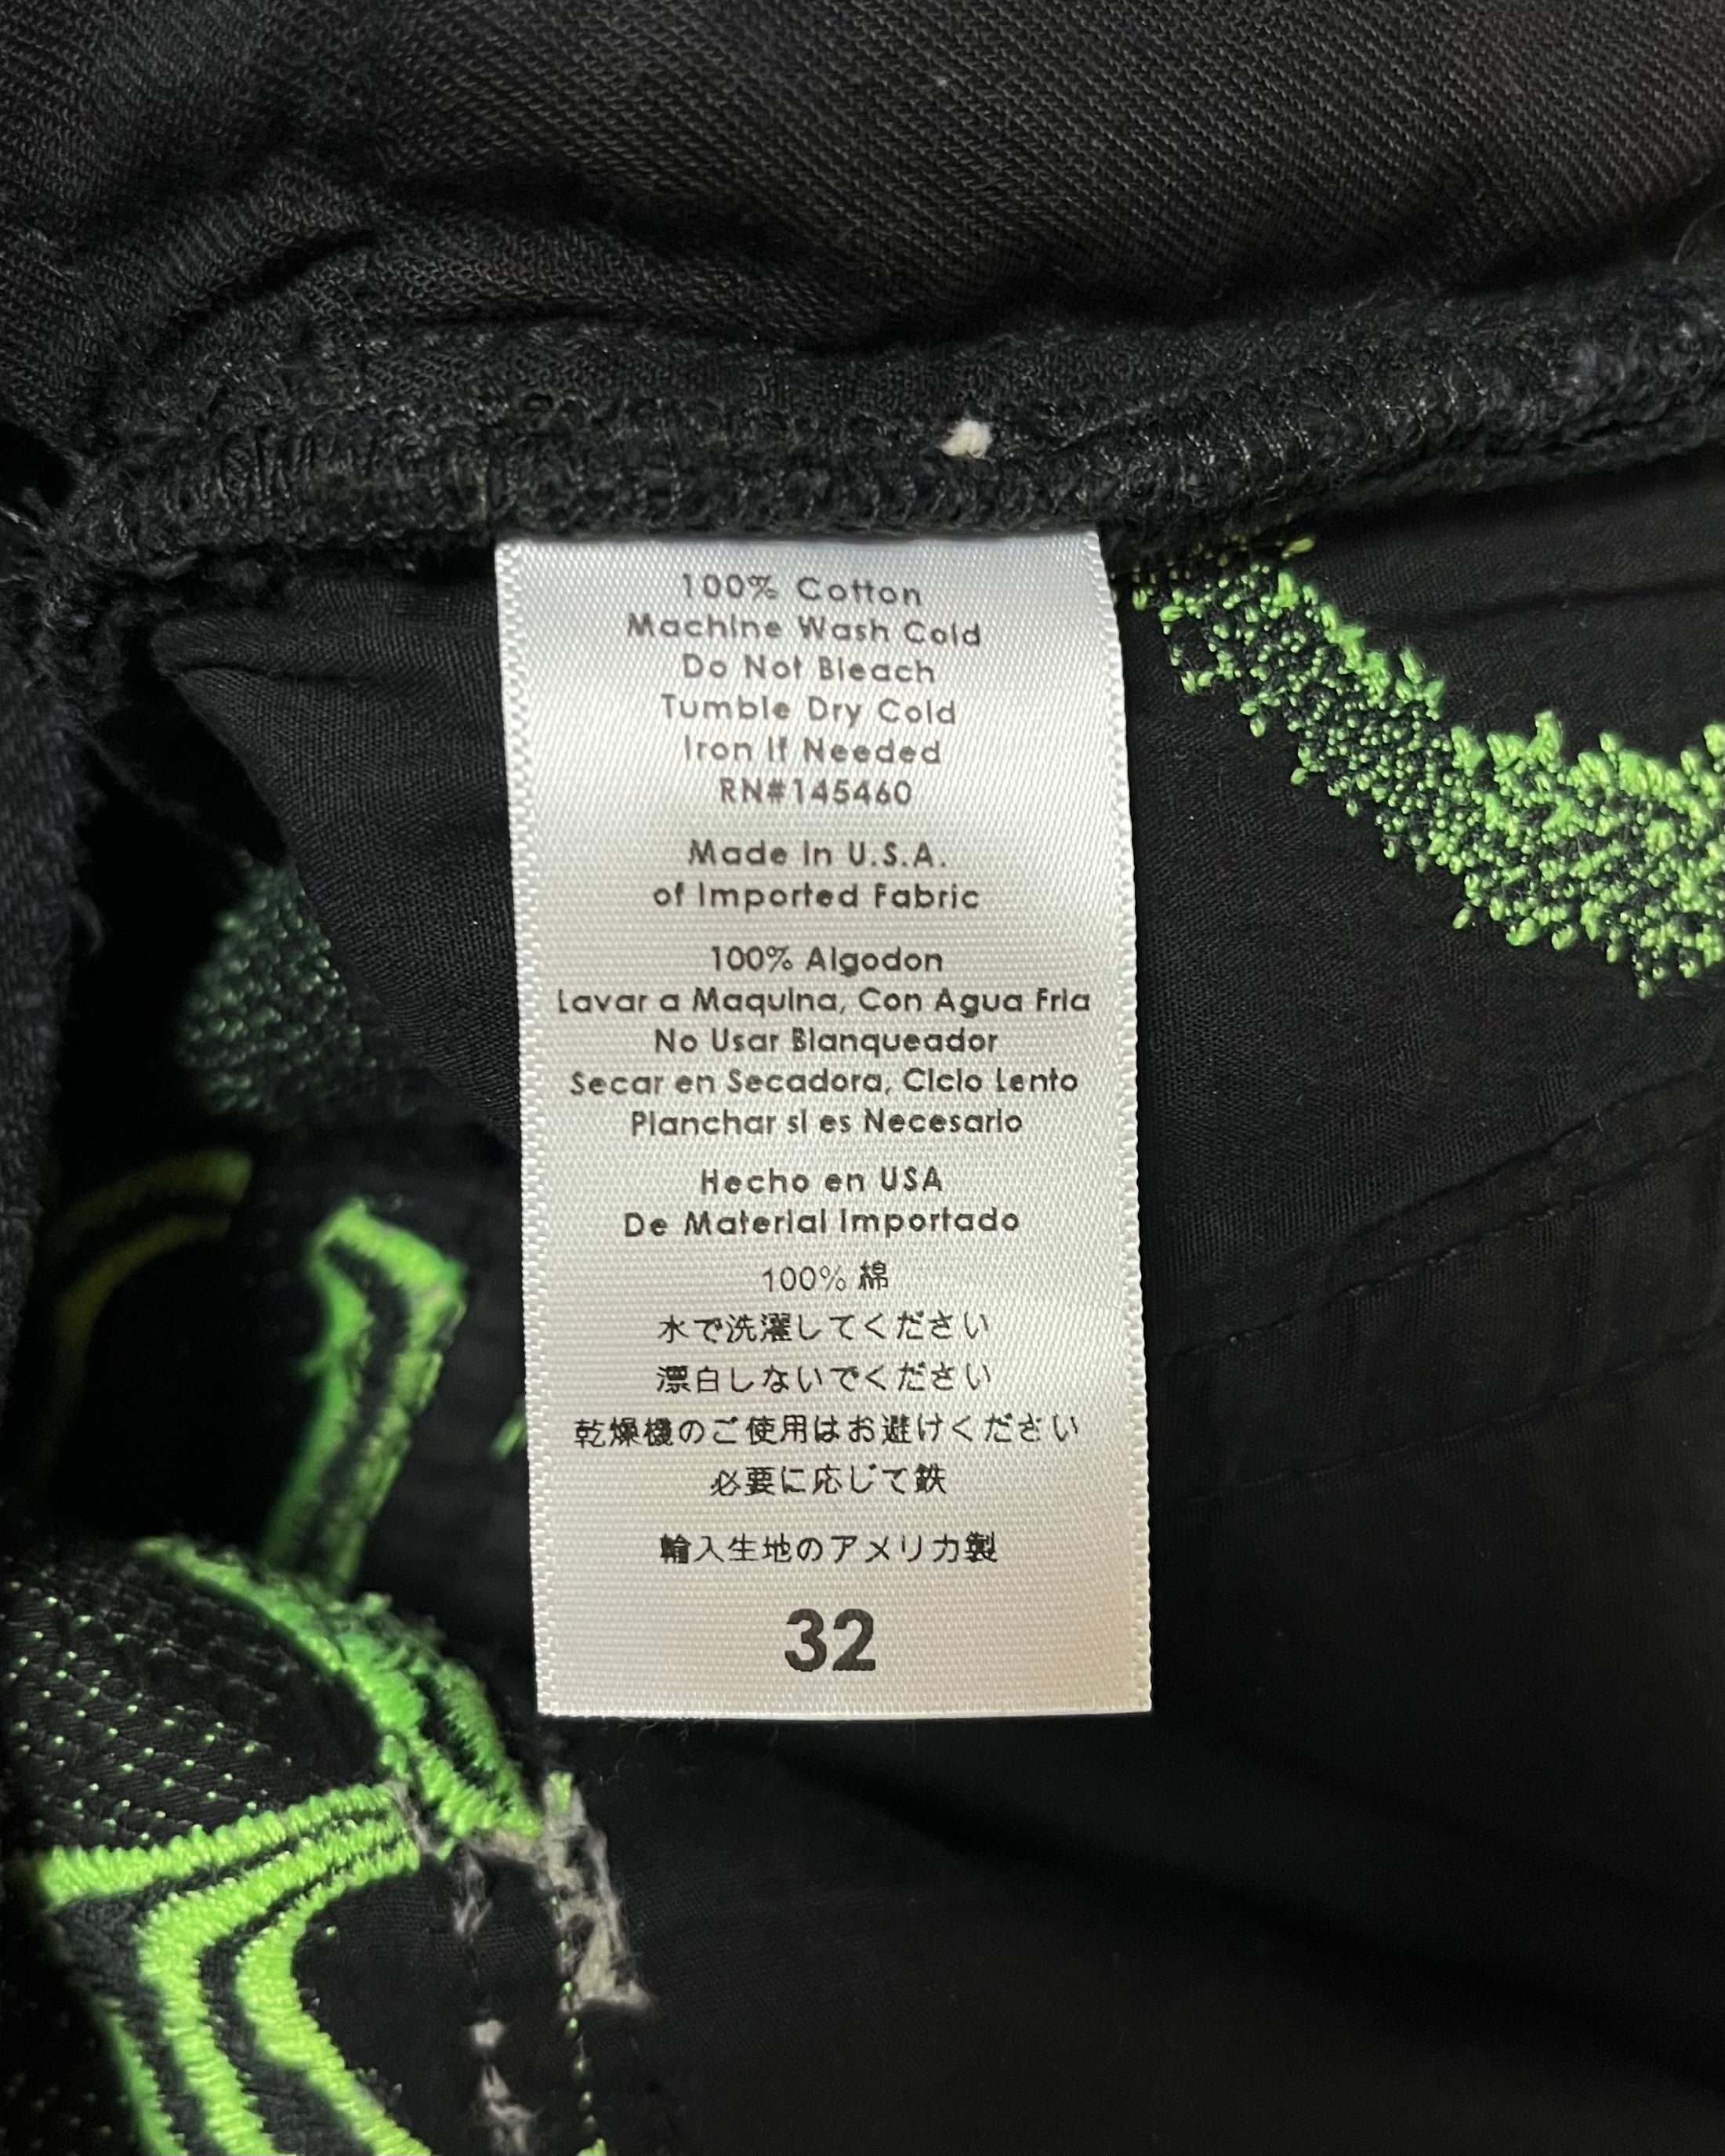 100% Cotton
Machine Wash Cold
Do Not Bleach
Tumble Dry Cold
Iron If Needed
RN#145460
Made in U.S.A.
of Imported Fabric
100% Algodon
Lavar a Maquina, Con Agua Fria
No Usar Blanqueador
Secar en Secadora, Ciclo Lento
Planchar si es Necesario
Hecho en USA
De Material Importado
100% 棉
水で洗濯してください
漂白しないでください
乾燥機のご使用はお避けください
必要に応じて鉄
輸入生地のアメリカ製
32